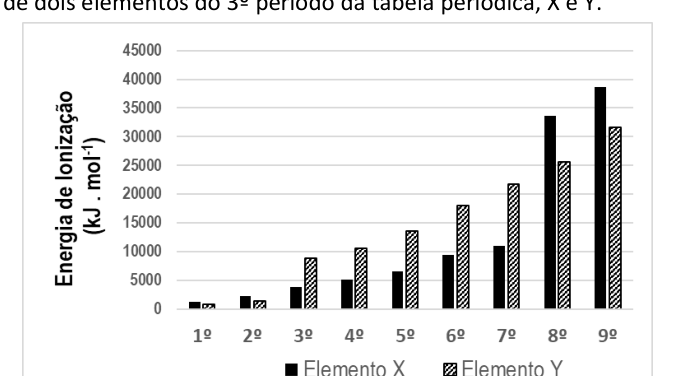 de dois elementos do 3º período da tabela periódica, X e Y.
Energia de Ionização
(kJ . mol-1)
45000
40000
35000
30000
25000
20000
15000
10000
5000
0
1º 2º 3º 4º 5º 6º 7º 8º 9º
Elemento X Elemento Y